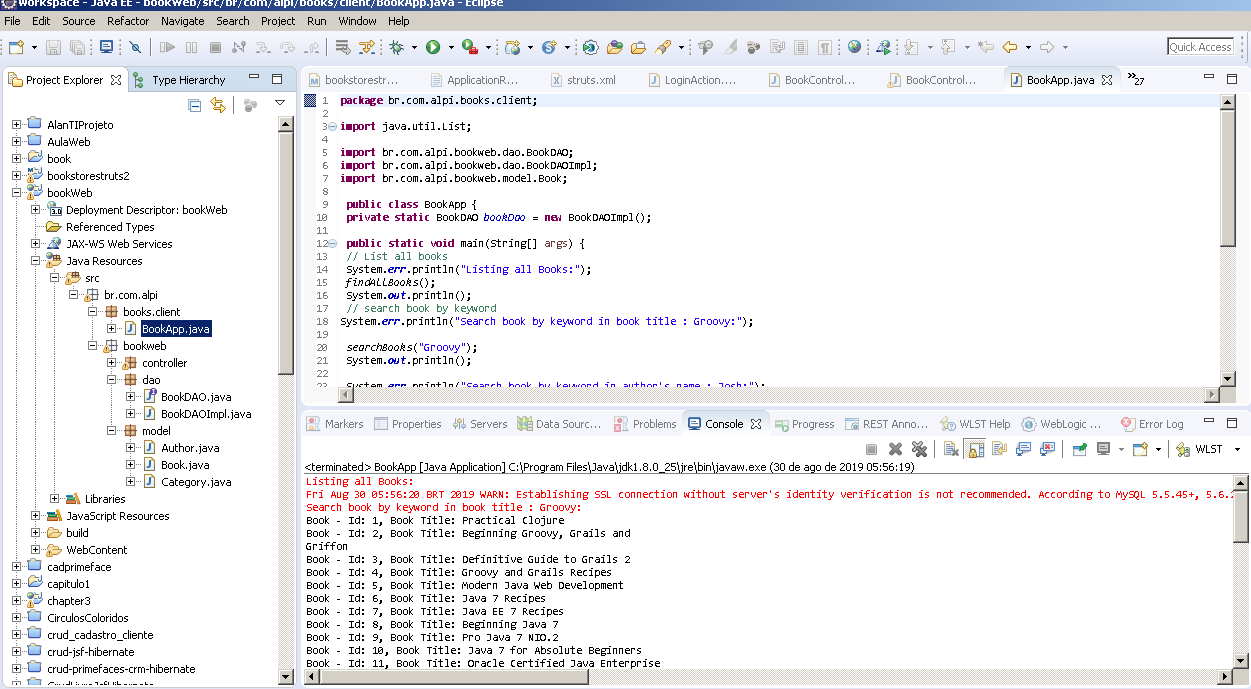 workspace - Java EE - bookWeb/src/br/com/alpi/books/client/BookApp.java - Eclipse
File Edit Source Refactor Navigate Search Project Run Window Help
Quick Access
Project Explorer
Type Hierarchy
AlanTIProjeto
AulaWeb
book
bookstorestruts2
bookWeb
Deployment Descriptor: bookWeb
Referenced Types
JAX-WS Web Services
Java Resources
src
br.com.alpi
books.client
BookApp.java
bookweb
controller
dao
BookDAO.java
BookDAOImpl.java
model
Author.java
Book.java
Category.java
Libraries
JavaScript Resources
build
WebContent
cadprimeface
capitulo1
chapter3
CirculosColoridos
crud_cadastro_cliente
crud-jsf-hibernate
crud-primefaces-crm-hibernate
bookstorestr... ApplicationR... struts.xml LoginAction.... BookControl... BookControl... BookApp.java »27
1 package br.com.alpi.books.client;
2
3 import java.util.List;
4
5 import br.com.alpi.bookweb.dao.BookDAO;
6 import br.com.alpi.bookweb.dao.BookDAOImpl;
7 import br.com.alpi.bookweb.model.Book;
8
9 public class BookApp {
10 private static BookDAO bookDao = new BookDAOImpl();
11
12 public static void main(String[] args) {
13 // List all books
14 System.err.println("Listing all Books:");
15 findALLBooks();
16 System.out.println();
17 // search book by keyword
18 System.err.println("Search book by keyword in book title : Groovy:");
19
20 searchBooks("Groovy");
21 System.out.println();
22
23 System.err.println("Search book by keyword in author's name : Josh:");
Markers Properties Servers Data Sourc... Problems Console Progress REST Anno... WLST Help WebLogic ... Error Log
WLST
<terminated> BookApp [Java Application] C:\Program Files\Java\jdk1.8.0_25\jre\bin\javaw.exe (30 de ago de 2019 05:56:19)
Listing all Books:
Fri Aug 30 05:56:20 BRT 2019 WARN: Establishing SSL connection without server's identity verification is not recommended. According to MySQL 5.5.45+, 5.6.
Search book by keyword in book title : Groovy:
Book - Id: 1, Book Title: Practical Clojure
Book - Id: 2, Book Title: Beginning Groovy, Grails and
Griffon
Book - Id: 3, Book Title: Definitive Guide to Grails 2
Book - Id: 4, Book Title: Groovy and Grails Recipes
Book - Id: 5, Book Title: Modern Java Web Development
Book - Id: 6, Book Title: Java 7 Recipes
Book - Id: 7, Book Title: Java EE 7 Recipes
Book - Id: 8, Book Title: Beginning Java 7
Book - Id: 9, Book Title: Pro Java 7 NIO.2
Book - Id: 10, Book Title: Java 7 for Absolute Beginners
Book - Id: 11, Book Title: Oracle Certified Java Enterprise